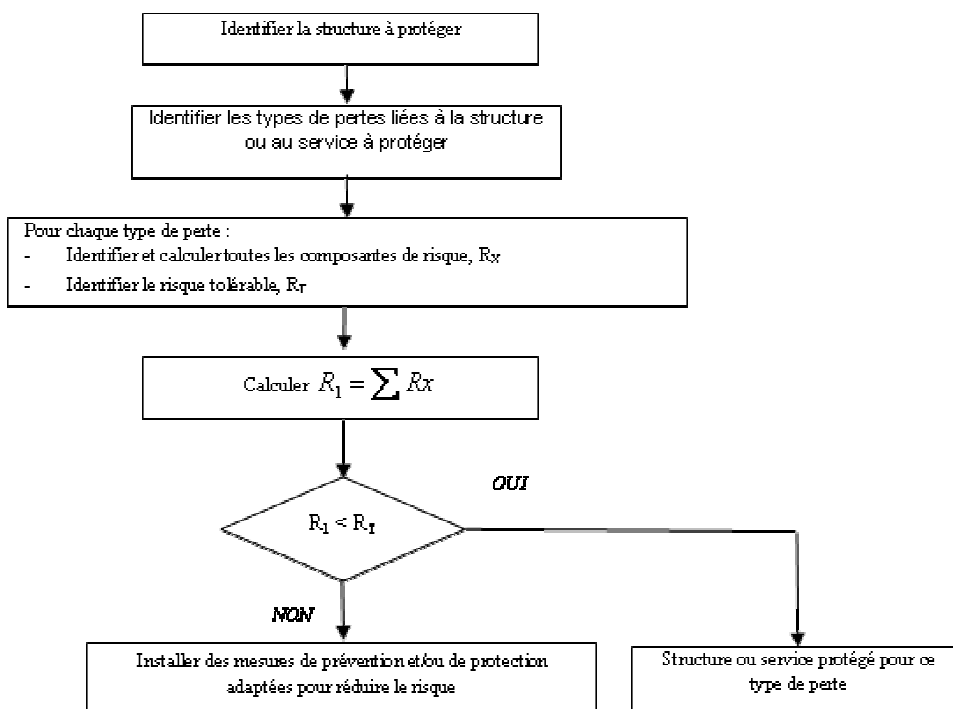 Identifier la structure à protéger
Identifier les types de pertes liées à la structure
ou au service à protéger
Pour chaque type de perte :
- Identifier et calculer toutes les composantes de risque, RX
- Identifier le risque tolérable, RT
Calculer R1 = ∑ Rx
OUI
R1 < RT
NON
Installer des mesures de prévention et/ou de protection
adaptées pour réduire le risque
Structure ou service protégé pour ce
type de perte